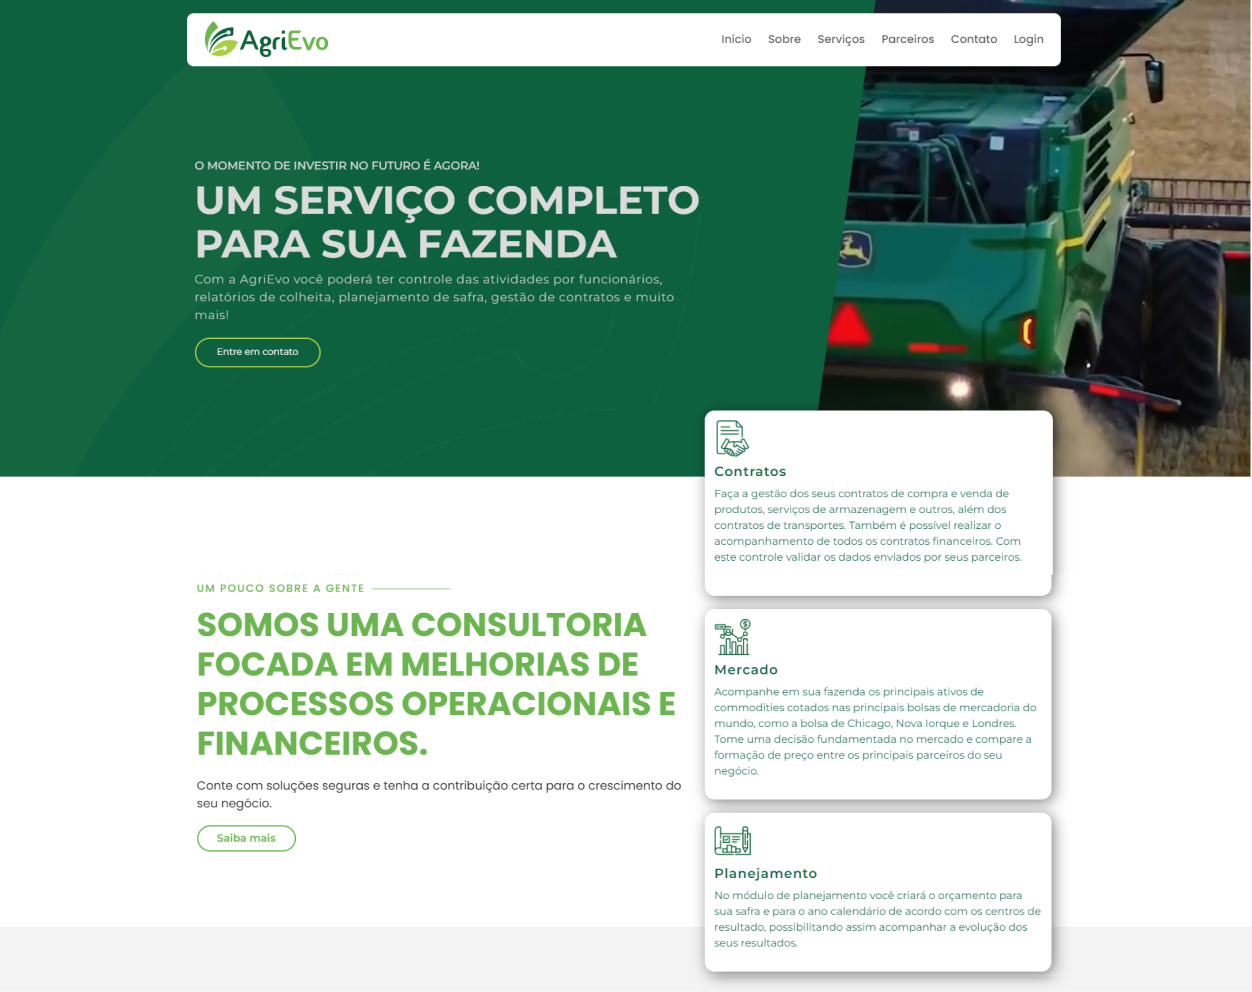 AgriEvo
Início Sobre Serviços Parceiros Contato Login
O MOMENTO DE INVESTIR NO FUTURO É AGORA!
UM SERVIÇO COMPLETO
PARA SUA FAZENDA
Com a AgriEvo você poderá ter controle das atividades por funcionários,
relatórios de colheita, planejamento de safra, gestão de contratos e muito
mais!
Entre em contato
Contratos
Faça a gestão dos seus contratos de compra e venda de
produtos, serviços de armazenagem e outros, além dos
contratos de transportes. Também é possível realizar o
acompanhamento de todos os contratos financeiros. Com
este controle validar os dados enviados por seus parceiros.
UM POUCO SOBRE A GENTE
SOMOS UMA CONSULTORIA
FOCADA EM MELHORIAS DE
PROCESSOS OPERACIONAIS E
FINANCEIROS.
Conte com soluções seguras e tenha a contribuição certa para o crescimento do
seu negócio.
Saiba mais
Mercado
Acompanhe em sua fazenda os principais ativos de
commodities cotados nas principais bolsas de mercadoria do
mundo, como a bolsa de Chicago, Nova Iorque e Londres.
Tome uma decisão fundamentada no mercado e compare a
formação de preço entre os principais parceiros do seu
negócio.
Planejamento
No módulo de planejamento você criará o orçamento para
sua safra e para o ano calendário de acordo com os centros de
resultado, possibilitando assim acompanhar a evolução dos
seus resultados.